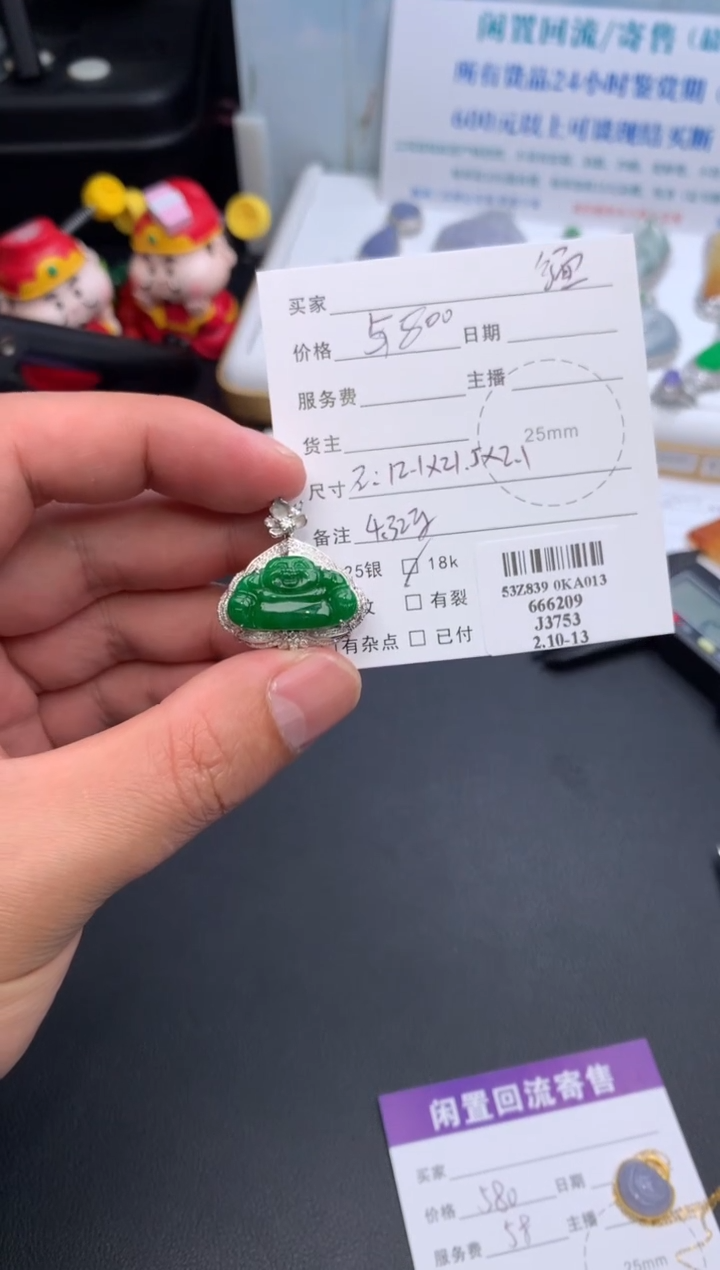 闲置回流/寄售
所有货品24小时鉴赏期
600元以上可谈现结买断
买家
价格 5800 日期
服务费 主播
货主 25mm
尺寸 Z:12.1X21.5X2.1
备注 4.32g
25银 18k
有裂
有杂点 已付
53Z839 0KA013
666209
J3753
2.10-13
闲置回流寄售
买家
价格 580 日期
服务费 58 主播
25mm